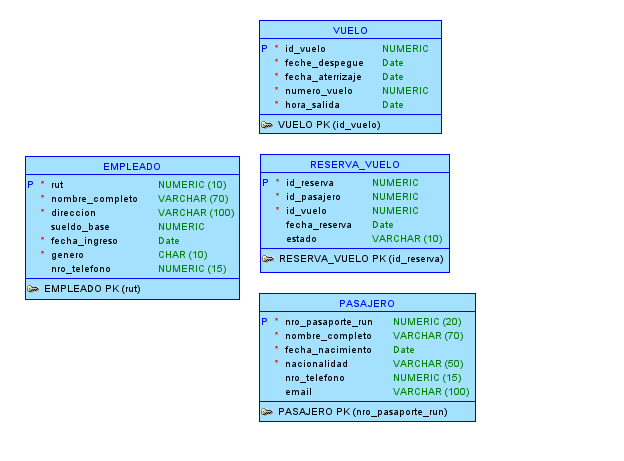 VUELO
P * id_vuelo NUMERIC
* feche_despegue Date
* fecha_aterrizaje Date
* numero_vuelo NUMERIC
* hora_salida Date
VUELO PK (id_vuelo)
EMPLEADO
P * rut NUMERIC (10)
* nombre_completo VARCHAR (70)
* direccion VARCHAR (100)
sueldo_base NUMERIC
* fecha_ingreso Date
* genero CHAR (10)
nro_telefono NUMERIC (15)
EMPLEADO PK (rut)
RESERVA_VUELO
P * id_reserva NUMERIC
* id_pasajero NUMERIC
* id_vuelo NUMERIC
fecha_reserva Date
estado VARCHAR (10)
RESERVA_VUELO PK (id_reserva)
PASAJERO
P * nro_pasaporte_run NUMERIC (20)
* nombre_completo VARCHAR (70)
* fecha_nacimiento Date
* nacionalidad VARCHAR (50)
nro_telefono NUMERIC (15)
email VARCHAR (100)
PASAJERO PK (nro_pasaporte_run)